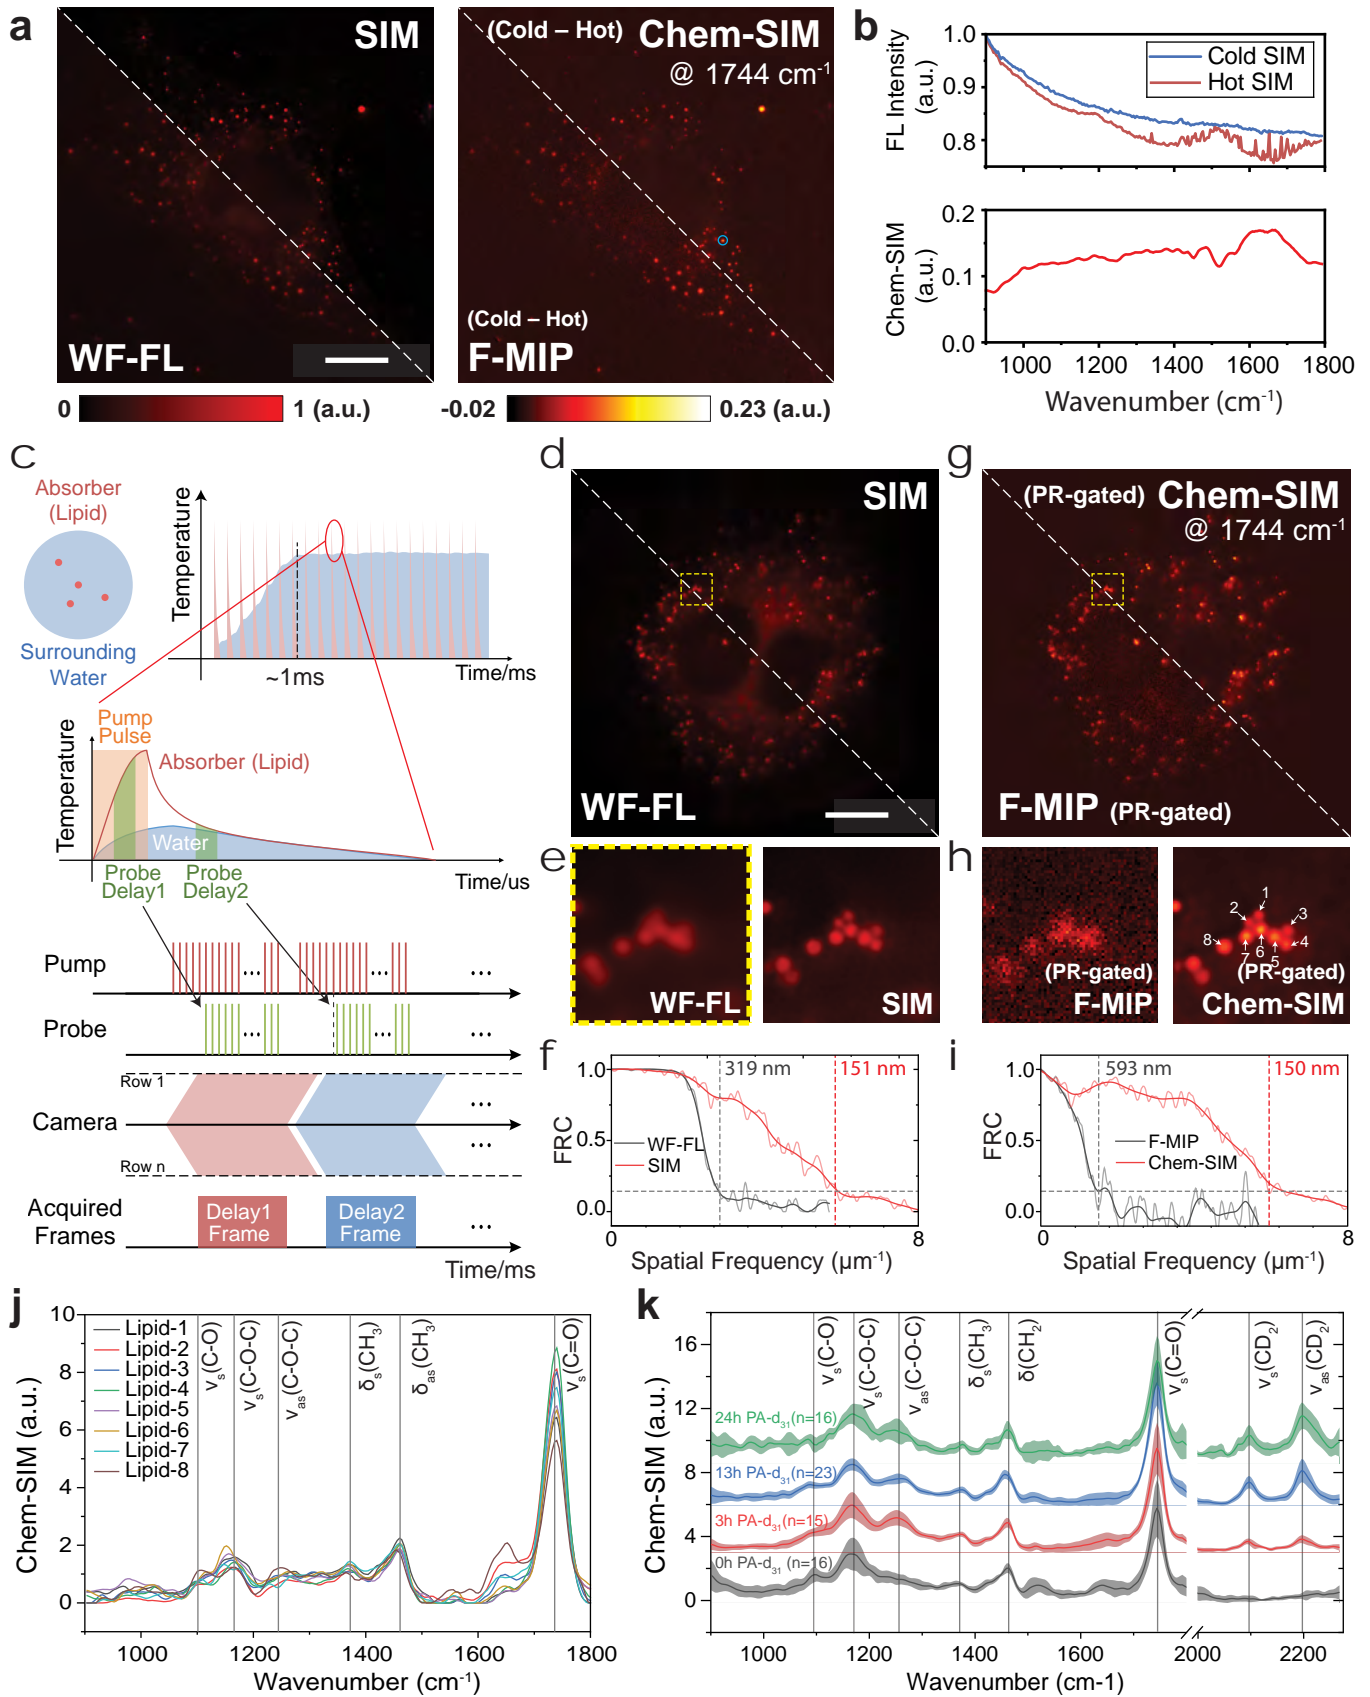 a
SIM
WF-FL
(Cold – Hot) Chem-SIM
@ 1744 cm⁻¹
(Cold – Hot)
F-MIP
0
1 (a.u.)
-0.02
0.23 (a.u.)
b
FL Intensity
(a.u.)
1.0
0.9
0.8
Cold SIM
Hot SIM
Chem-SIM
(a.u.)
0.2
0.1
0.0
1000 1200 1400 1600 1800
Wavenumber (cm⁻¹)
c
Absorber
(Lipid)
Surrounding
Water
Temperature
~1ms
Time/ms
Temperature
Pump
Pulse
Absorber (Lipid)
Water
Probe
Delay1
Probe
Delay2
Time/us
Pump
...
...
...
Probe
...
...
...
Row 1
Camera
...
...
Row n
Acquired
Frames
Delay1
Frame
Delay2
Frame
...
Time/ms
d
SIM
WF-FL
g
(PR-gated) Chem-SIM
@ 1744 cm⁻¹
F-MIP (PR-gated)
e
WF-FL
SIM
h
(PR-gated)
F-MIP
1
2
3
4
5
6
7
8
(PR-gated)
Chem-SIM
f
FRC
1.0
0.5
0.0
319 nm
151 nm
WF-FL
SIM
0
8
Spatial Frequency (µm⁻¹)
i
FRC
1.0
0.5
0.0
593 nm
150 nm
F-MIP
Chem-SIM
0
8
Spatial Frequency (µm⁻¹)
j
Chem-SIM (a.u.)
10
8
6
4
2
0
Lipid-1
Lipid-2
Lipid-3
Lipid-4
Lipid-5
Lipid-6
Lipid-7
Lipid-8
νs(C-O)
νs(C-O-C)
νas(C-O-C)
δs(CH3)
δas(CH3)
νs(C=O)
1000 1200 1400 1600 1800
Wavenumber (cm⁻¹)
k
Chem-SIM (a.u.)
16
12
8
4
0
νs(C-O)
νs(C-O-C)
νas(C-O-C)
δs(CH3)
δ(CH2)
νs(C=O)
νs(CD2)
νas(CD2)
24h PA-d31(n=16)
13h PA-d31(n=23)
3h PA-d31(n=15)
0h PA-d31 (n=16)
1000 1200 1400 1600 2000 2200
Wavenumber (cm-1)